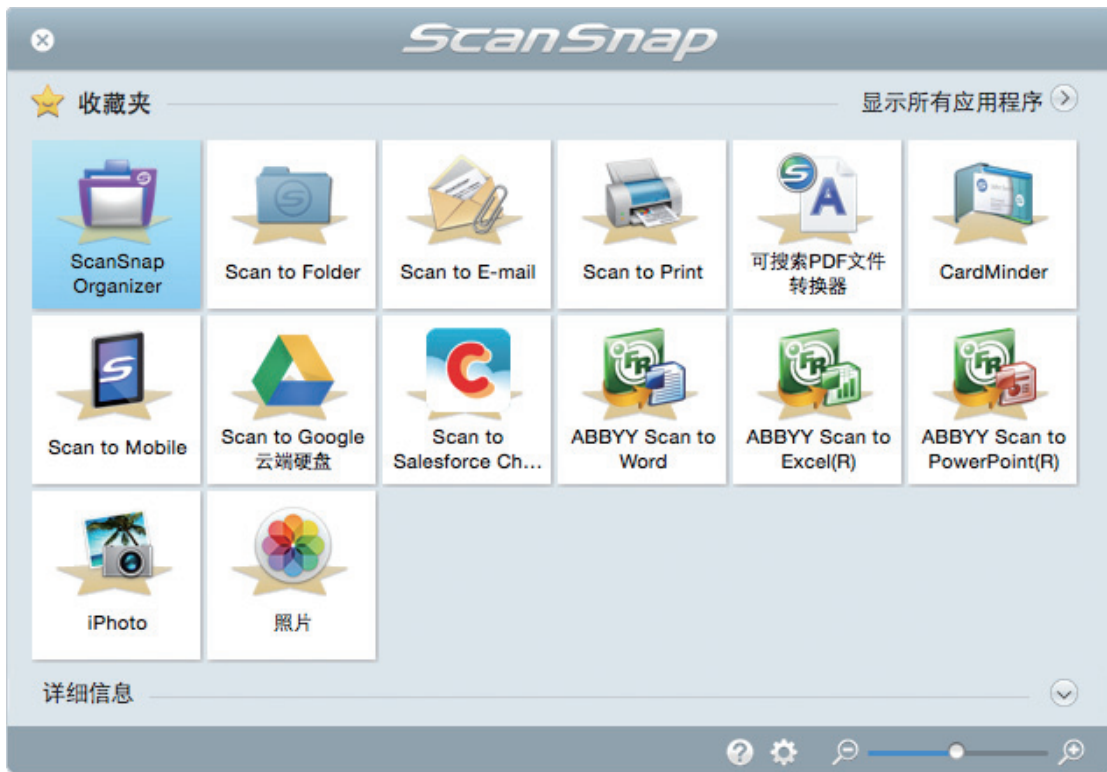 ScanSnap
收藏夹
显示所有应用程序
ScanSnap
Organizer
Scan to Folder
Scan to E-mail
Scan to Print
可搜索PDF文件
转换器
CardMinder
Scan to Mobile
Scan to Google
云端硬盘
Scan to
Salesforce Ch...
ABBYY Scan to
Word
ABBYY Scan to
Excel(R)
ABBYY Scan to
PowerPoint(R)
iPhoto
照片
详细信息